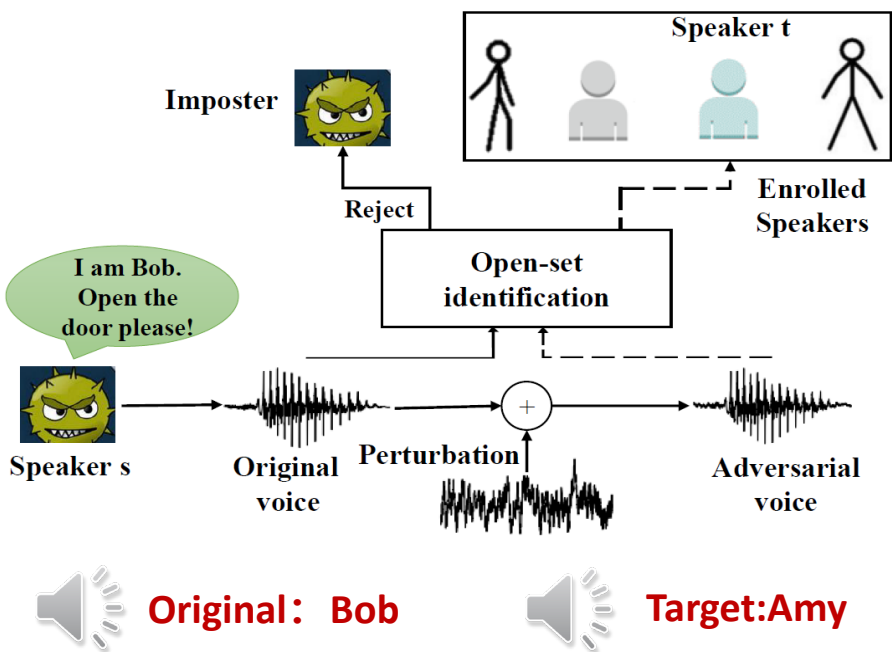 Speaker t
Imposter
Reject
Enrolled
Speakers
Open-set
identification
I am Bob.
Open the
door please!
Speaker s
Original
voice
Perturbation
Adversarial
voice
Original： Bob
Target:Amy